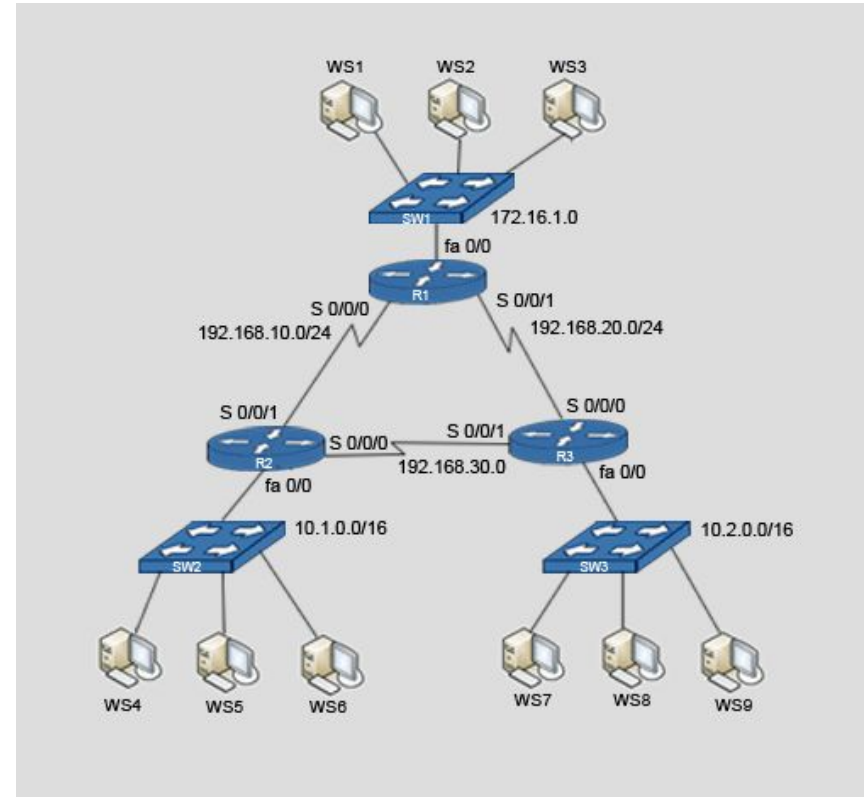 WS1 WS2 WS3
SW1
172.16.1.0
fa 0/0
R1
S 0/0/0
S 0/0/1
192.168.10.0/24
192.168.20.0/24
S 0/0/1
S 0/0/0
R2
S 0/0/0
S 0/0/1
R3
192.168.30.0
fa 0/0
fa 0/0
SW2
10.1.0.0/16
SW3
10.2.0.0/16
WS4 WS5 WS6
WS7 WS8 WS9